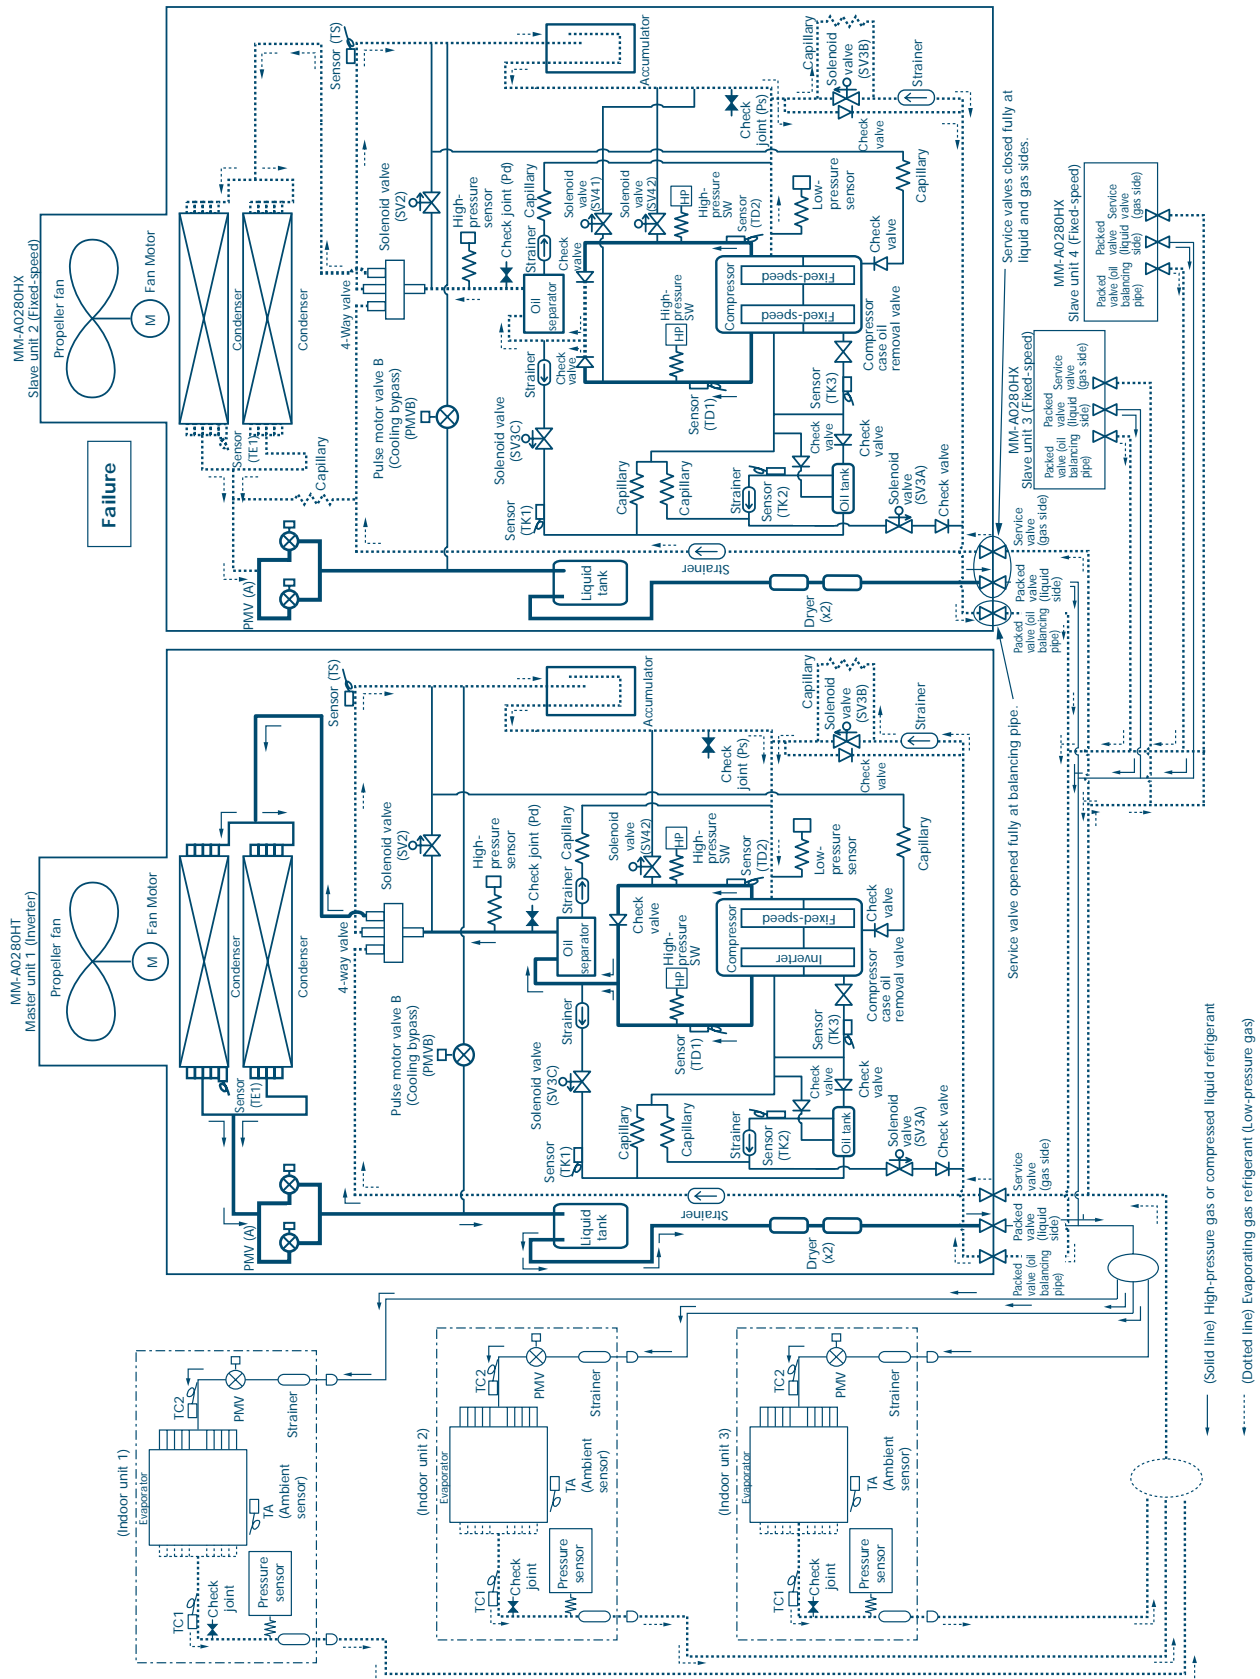 MM-A0280HX
Slave unit 2 (Fixed-speed)
Propeller fan
Fan Motor
M
Failure
Condenser
Condenser
Sensor
(TE1)
Capillary
PMV (A)
Sensor (TS)
4-Way valve
Solenoid valve
(SV2)
Pulse motor valve B
(Cooling bypass)
(PMVB)
High-
pressure
sensor
Check joint (Pd)
Accumulator
Strainer
Capillary
Oil
separator
Check
valve
Check
valve
Strainer
Solenoid valve
(SV3C)
Sensor
(TK1)
Liquid
tank
Solenoid
valve
(SV41)
Solenoid
valve
(SV42)
HP
High-
pressure
SW
Sensor
(TD2)
HP
High-
pressure
SW
Sensor
(TD1)
Compressor
Fixed-speed
Fixed-speed
Low-
pressure
sensor
Check
joint (Ps)
Capillary
Solenoid
valve
(SV3B)
Check
valve
Strainer
Capillary
Check
valve
Compressor
case oil
removal valve
Sensor
(TK3)
Check
valve
Check
valve
Oil tank
Capillary
Capillary
Strainer
Sensor
(TK2)
Solenoid
valve
(SV3A)
Check valve
Strainer
Dryer
(x2)
Service
valve
(gas side)
Packed
valve
(liquid
side)
Packed
valve (oil
balancing
pipe)
Service valves closed fully at
liquid and gas sides.
Service valve opened fully at balancing pipe.
MM-A0280HX
Slave unit 4 (Fixed-speed)
Service
valve
(gas side)
Packed
valve
(liquid
side)
Packed
valve (oil
balancing
pipe)
MM-A0280HX
Slave unit 3 (Fixed-speed)
Service
valve
(gas side)
Packed
valve
(liquid
side)
Packed
valve (oil
balancing
pipe)
MM-A0280HT
Master unit 1 (Inverter)
Propeller fan
Fan Motor
M
Condenser
Condenser
Sensor
(TE1)
PMV (A)
Sensor (TS)
4-way valve
Solenoid valve
(SV2)
Pulse motor valve B
(Cooling bypass)
(PMVB)
High-
pressure
sensor
Check joint (Pd)
Accumulator
Strainer
Capillary
Oil
separator
Check
valve
Strainer
Solenoid valve
(SV3C)
Sensor
(TK1)
Liquid
tank
Solenoid
valve
(SV42)
HP
High-
pressure
SW
Sensor
(TD2)
HP
High-
pressure
SW
Sensor
(TD1)
Compressor
Fixed-speed
Inverter
Low-
pressure
sensor
Check
joint (Ps)
Capillary
Solenoid
valve
(SV3B)
Check
valve
Strainer
Capillary
Check
valve
Compressor
case oil
removal valve
Sensor
(TK3)
Check
valve
Check
valve
Oil tank
Capillary
Capillary
Strainer
Sensor
(TK2)
Solenoid
valve
(SV3A)
Check valve
Strainer
Dryer
(x2)
Service
valve
(gas side)
Packed
valve
(liquid
side)
Packed
valve (oil
balancing
pipe)
(Indoor unit 1)
Evaporator
TC2
PMV
Strainer
TA
(Ambient
sensor)
TC1
Check
joint
Pressure
sensor
(Indoor unit 2)
Evaporator
TC2
PMV
Strainer
TA
(Ambient
sensor)
TC1
Check
joint
Pressure
sensor
(Indoor unit 3)
Evaporator
TC2
PMV
Strainer
TA
(Ambient
sensor)
TC1
Check
joint
Pressure
sensor
(Solid line) High-pressure gas or compressed liquid refrigerant
(Dotted line) Evaporating gas refrigerant (Low-pressure gas)